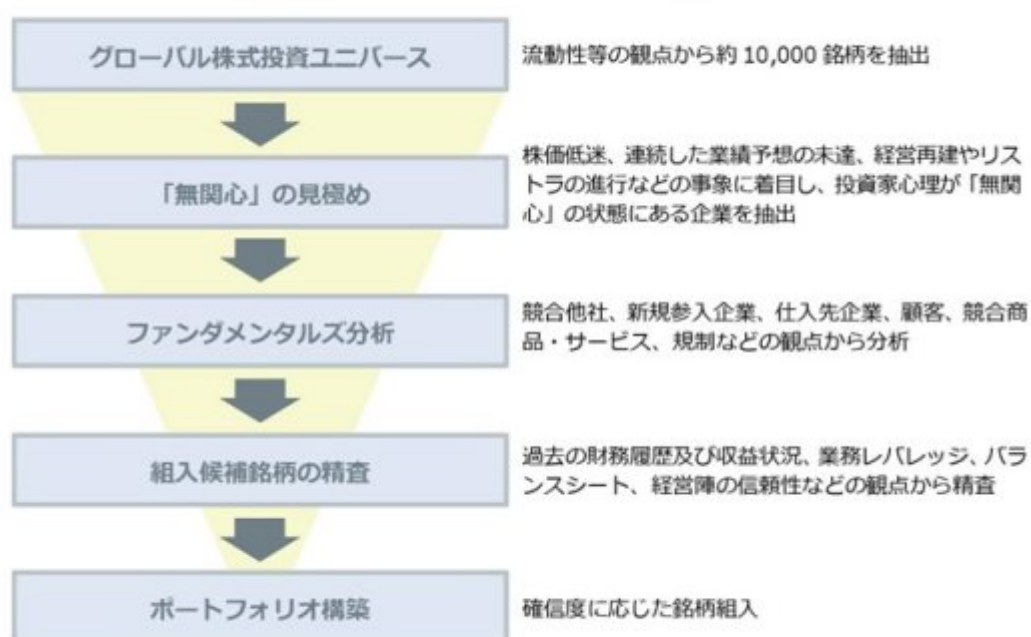 グローバル株式投資ユニバース
流動性等の観点から約 10,000 銘柄を抽出
「無関心」の見極め
株価低迷、連続した業績予想の未達、経営再建やリス
トラの進行などの事象に着目し、投資家心理が「無関
心」の状態にある企業を抽出
ファンダメンタルズ分析
競合他社、新規参入企業、仕入先企業、顧客、競合商
品・サービス、規制などの観点から分析
組入候補銘柄の精査
過去の財務履歴及び収益状況、業務レバレッジ、バラ
ンスシート、経営陣の信頼性などの観点から精査
ポートフォリオ構築
確信度に応じた銘柄組入